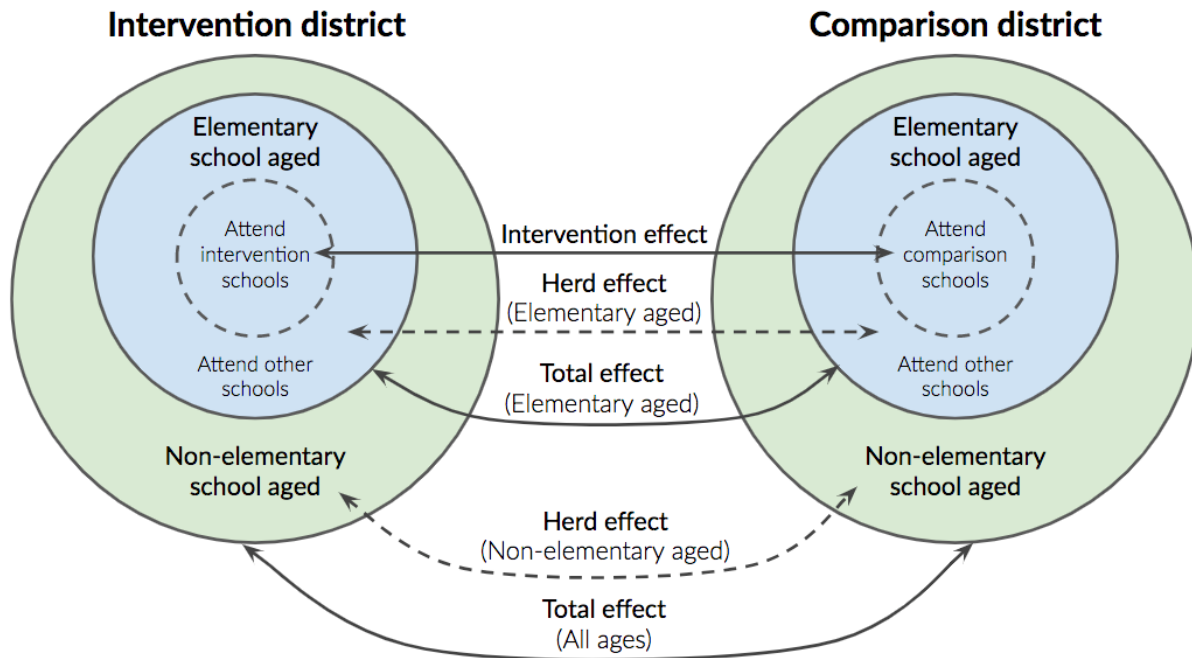 Intervention district
Comparison district
Elementary
school aged
Attend
intervention
schools
Attend other
schools
Non-elementary
school aged
Intervention effect
Herd effect
(Elementary aged)
Total effect
(Elementary aged)
Herd effect
(Non-elementary aged)
Total effect
(All ages)
Elementary
school aged
Attend
comparison
schools
Attend other
schools
Non-elementary
school aged